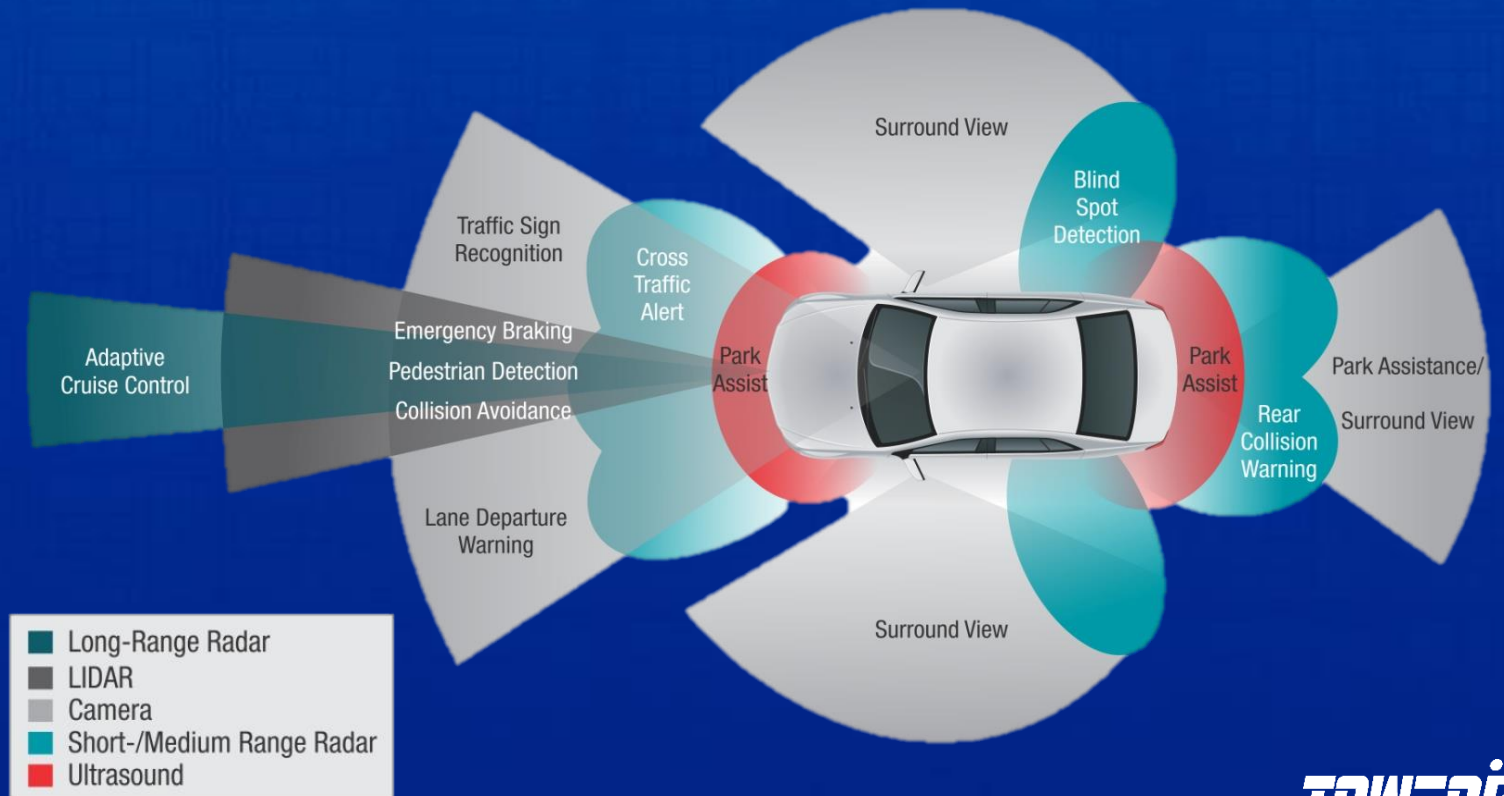 Surround View
Blind
Spot
Detection
Traffic Sign
Recognition
Cross
Traffic
Alert
Emergency Braking
Adaptive
Cruise Control
Pedestrian Detection
Collision Avoidance
Park
Assist
Park
Assist
Park Assistance/
Surround View
Rear
Collision
Warning
Lane Departure
Warning
Surround View
Long-Range Radar
LIDAR
Camera
Short-/Medium Range Radar
Ultrasound